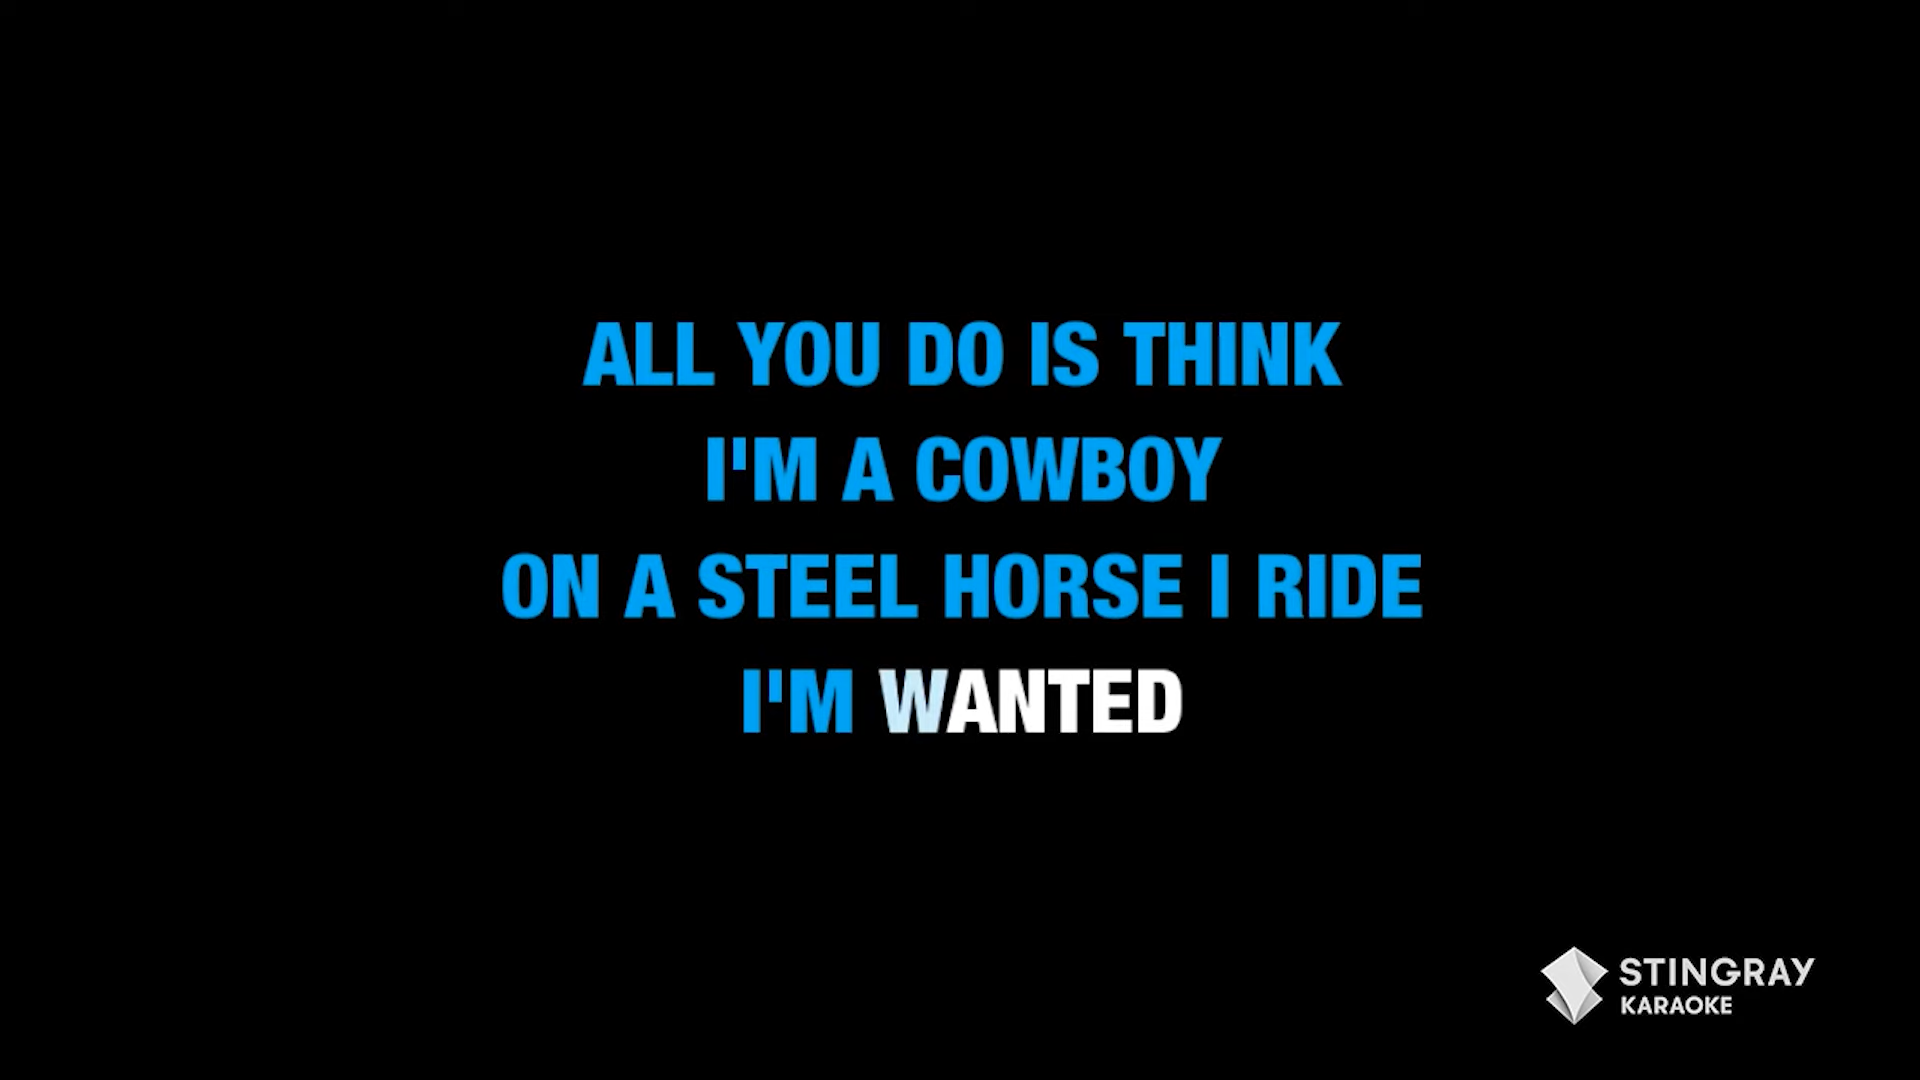 ALL YOU DO IS THINK
I'M A COWBOY
ON A STEEL HORSE I RIDE
I'M WANTED
STINGRAY
KARAOKE